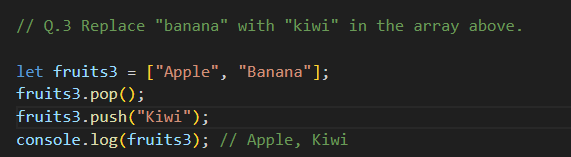 // Q.3 Replace "banana" with "kiwi" in the array above.
let fruits3 = ["Apple", "Banana"];
fruits3.pop();
fruits3.push("Kiwi");
console.log(fruits3); // Apple, Kiwi